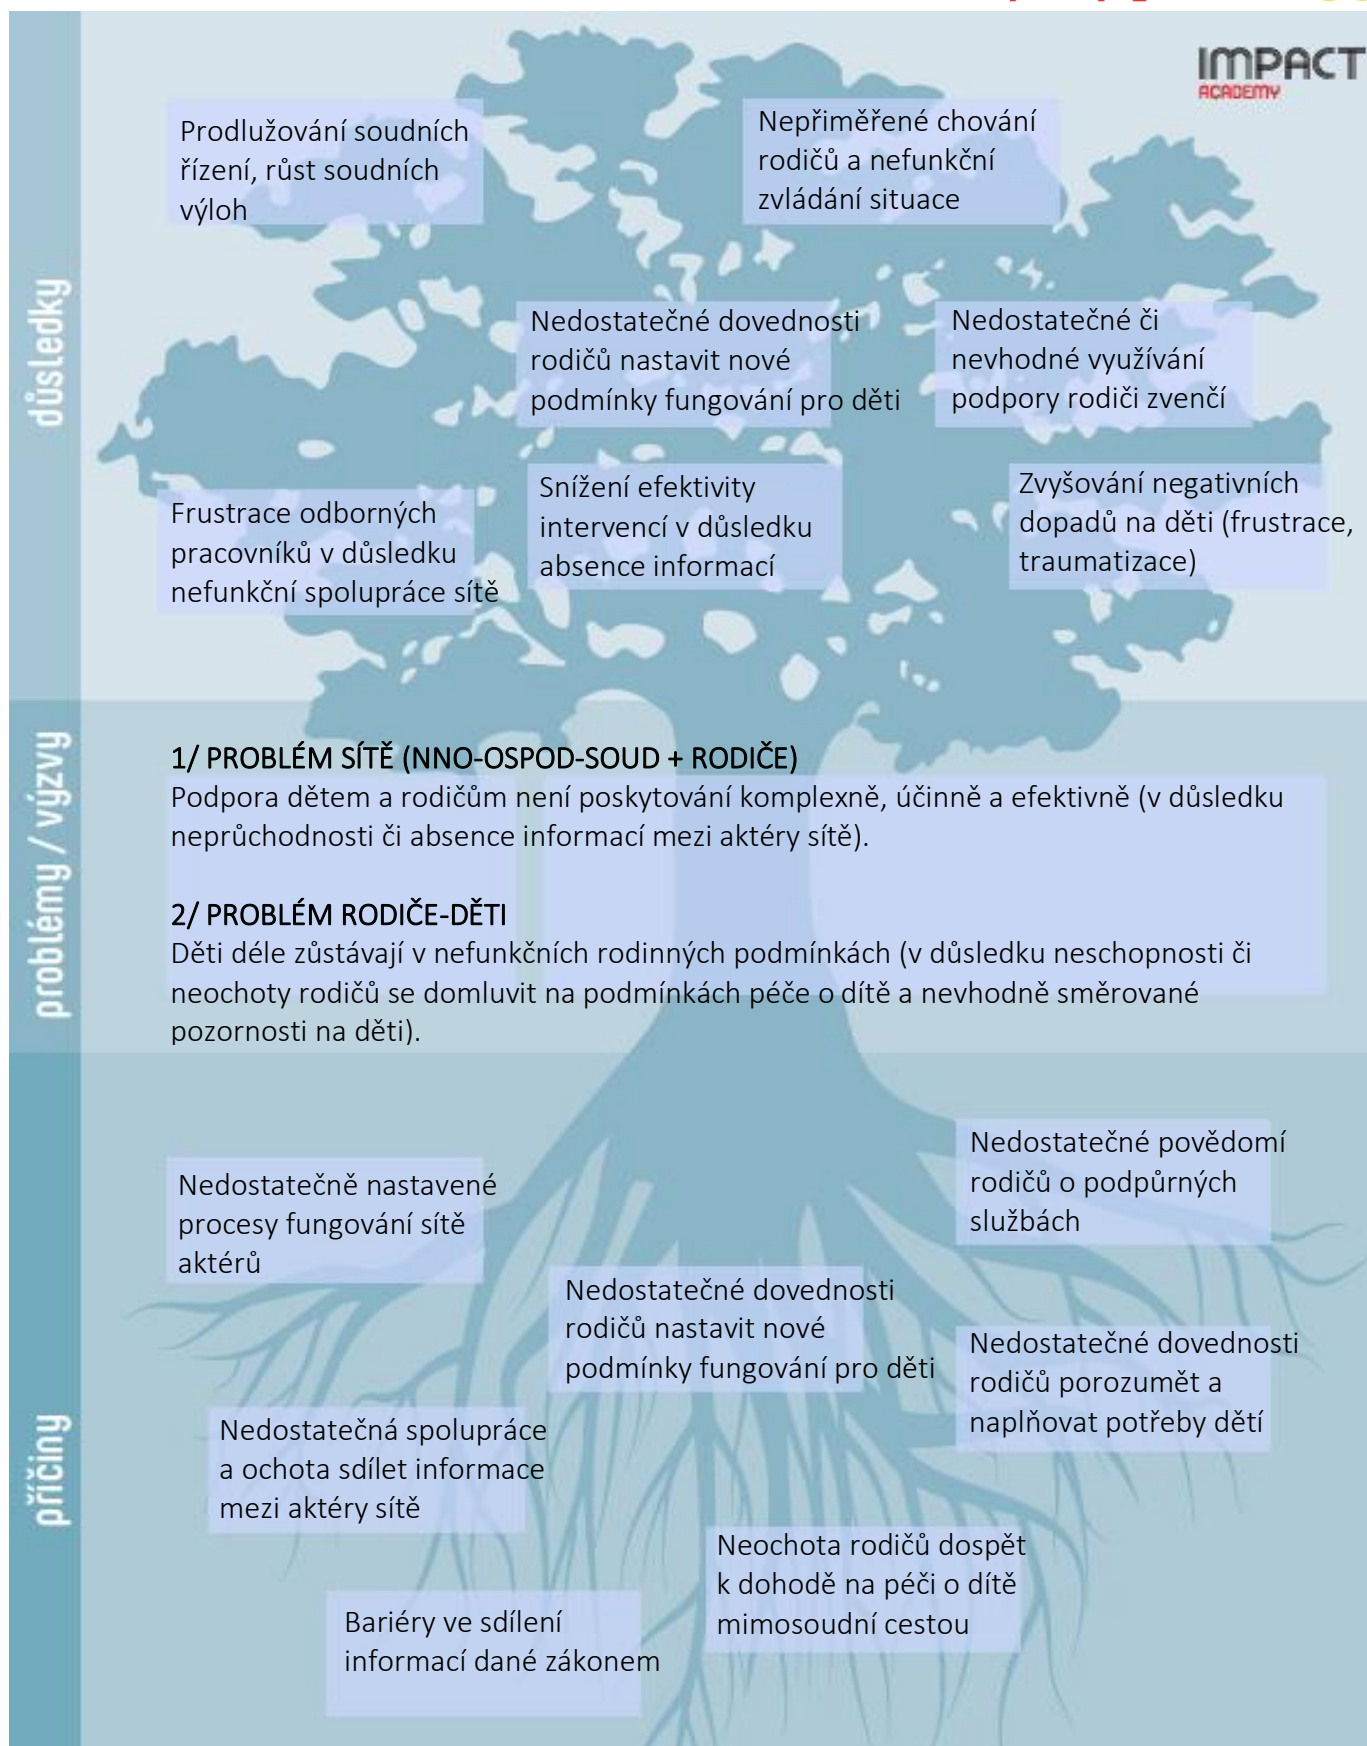 IMPACT
ACADEMY
důsledky
Prodlužování soudních
řízení, růst soudních
výloh
Nepřiměřené chování
rodičů a nefunkční
zvládání situace
Nedostatečné dovednosti
rodičů nastavit nové
podmínky fungování pro děti
Nedostatečné či
nevhodné využívání
podpory rodiči zvenčí
Frustrace odborných
pracovníků v důsledku
nefunkční spolupráce sítě
Snížení efektivity
intervencí v důsledku
absence informací
Zvyšování negativních
dopadů na děti (frustrace,
traumatizace)
problémy / výzvy
1/ PROBLÉM SÍTĚ (NNO-OSPOD-SOUD + RODIČE)
Podpora dětem a rodičům není poskytování komplexně, účinně a efektivně (v důsledku
neprůchodnosti či absence informací mezi aktéry sítě).
2/ PROBLÉM RODIČE-DĚTI
Děti déle zůstávají v nefunkčních rodinných podmínkách (v důsledku neschopnosti či
neochoty rodičů se domluvit na podmínkách péče o dítě a nevhodně směrované
pozornosti na děti).
příčiny
Nedostatečně nastavené
procesy fungování sítě
aktérů
Nedostatečné povědomí
rodičů o podpůrných
službách
Nedostatečné dovednosti
rodičů nastavit nové
podmínky fungování pro děti
Nedostatečné dovednosti
rodičů porozumět a
naplňovat potřeby dětí
Nedostatečná spolupráce
a ochota sdílet informace
mezi aktéry sítě
Neochota rodičů dospět
k dohodě na péči o dítě
mimosoudní cestou
Bariéry ve sdílení
informací dané zákonem